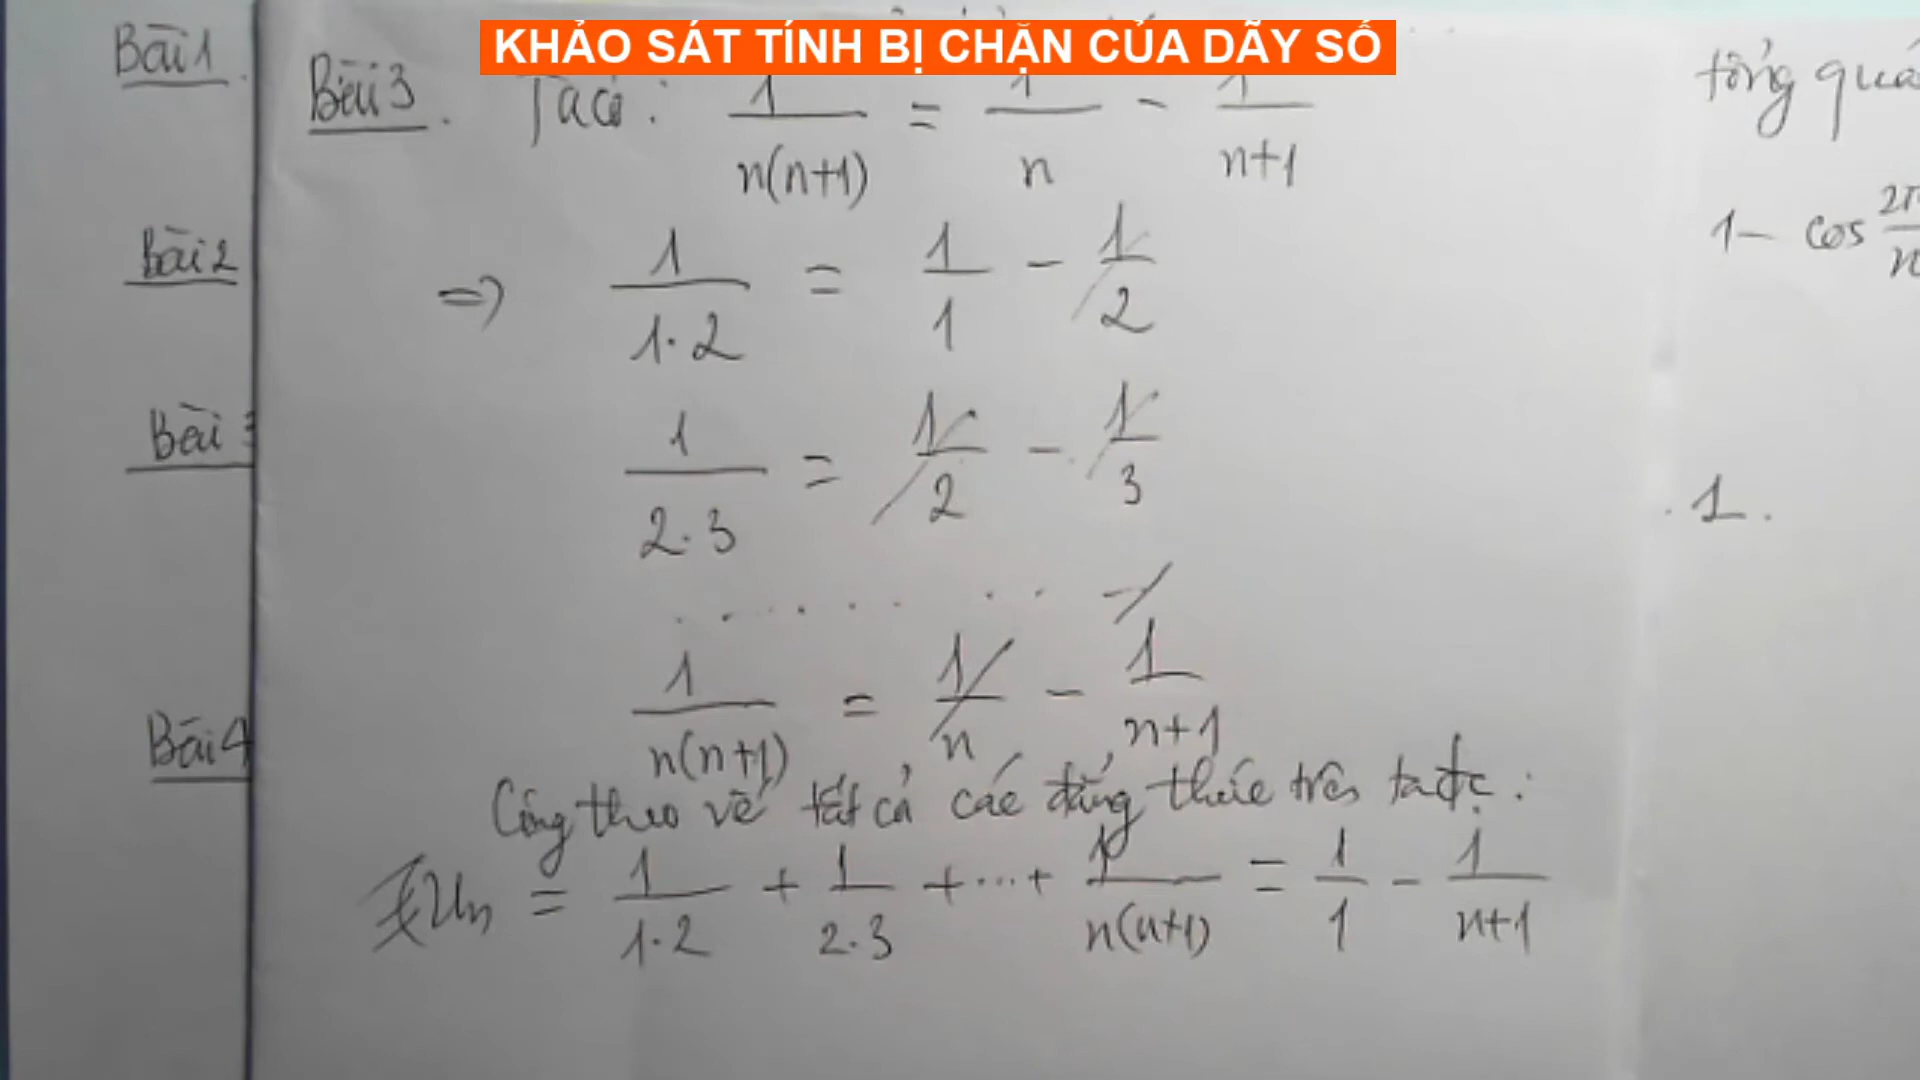 KHẢO SÁT TÍNH BỊ CHẶN CỦA DÃY SỐ
Bài 1.
Bài 2
Bài 3
Bài 4
Bài 3. Ta có: 1/n(n+1) = 1/n - 1/n+1
=> 1/1.2 = 1/1 - 1/2
1/2.3 = 1/2 - 1/3
. . . . . . . -
1/n(n+1) = 1/n - 1/n+1
Cộng theo vế tất cả các đẳng thức trên ta đc:
Un = 1/1.2 + 1/2.3 + ... + 1/n(n+1) = 1/1 - 1/n+1
tổng quá
1 - cos 2π/n
1.